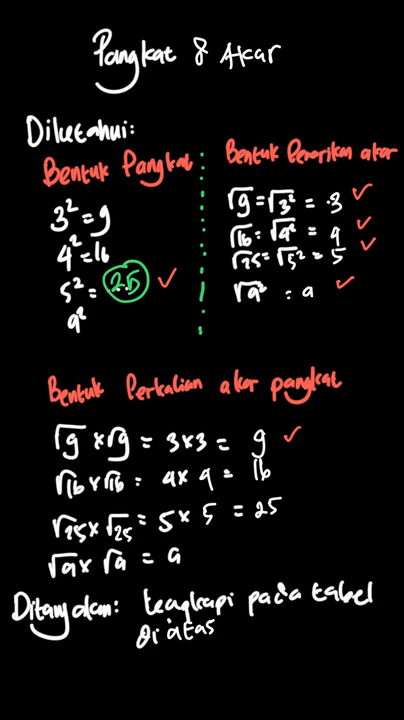 Pangkat & Akar
Diketahui:
Bentuk Pangkat
3² = 9
4² = 16
5² = 25
a²
Bentuk Penarikan akar
√9 = √3² = 3 ✓
√16 = √4² = 4 ✓
√25 = √5² = 5 ✓
√a² = a ✓
Bentuk Perkalian akar pangkat
√9 x √9 = 3 x 3 = 9 ✓
√16 x √16 = 4 x 4 = 16
√25 x √25 = 5 x 5 = 25
√a x √a = a
Ditanyakan: lengkapi pada tabel
di atas